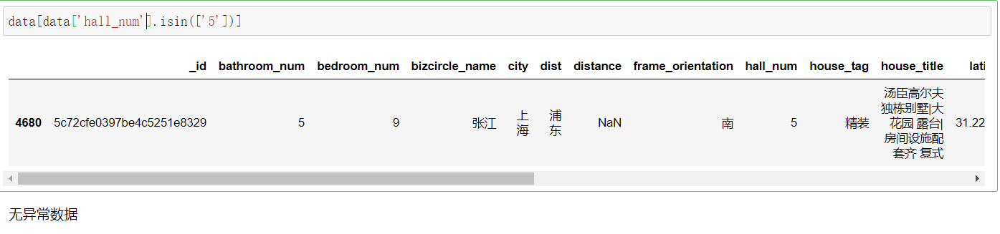 data[data['hall_num'].isin(['5'])]
_id bathroom_num bedroom_num bizcircle_name city dist distance frame_orientation hall_num house_tag house_title lati
4680 5c72cfe0397be4c5251e8329 5 9 张江 上海 浦东 NaN 南 5 精装 汤臣高尔夫独栋别墅|大花园 露台|房间设施配套齐 复式 31.22
无异常数据